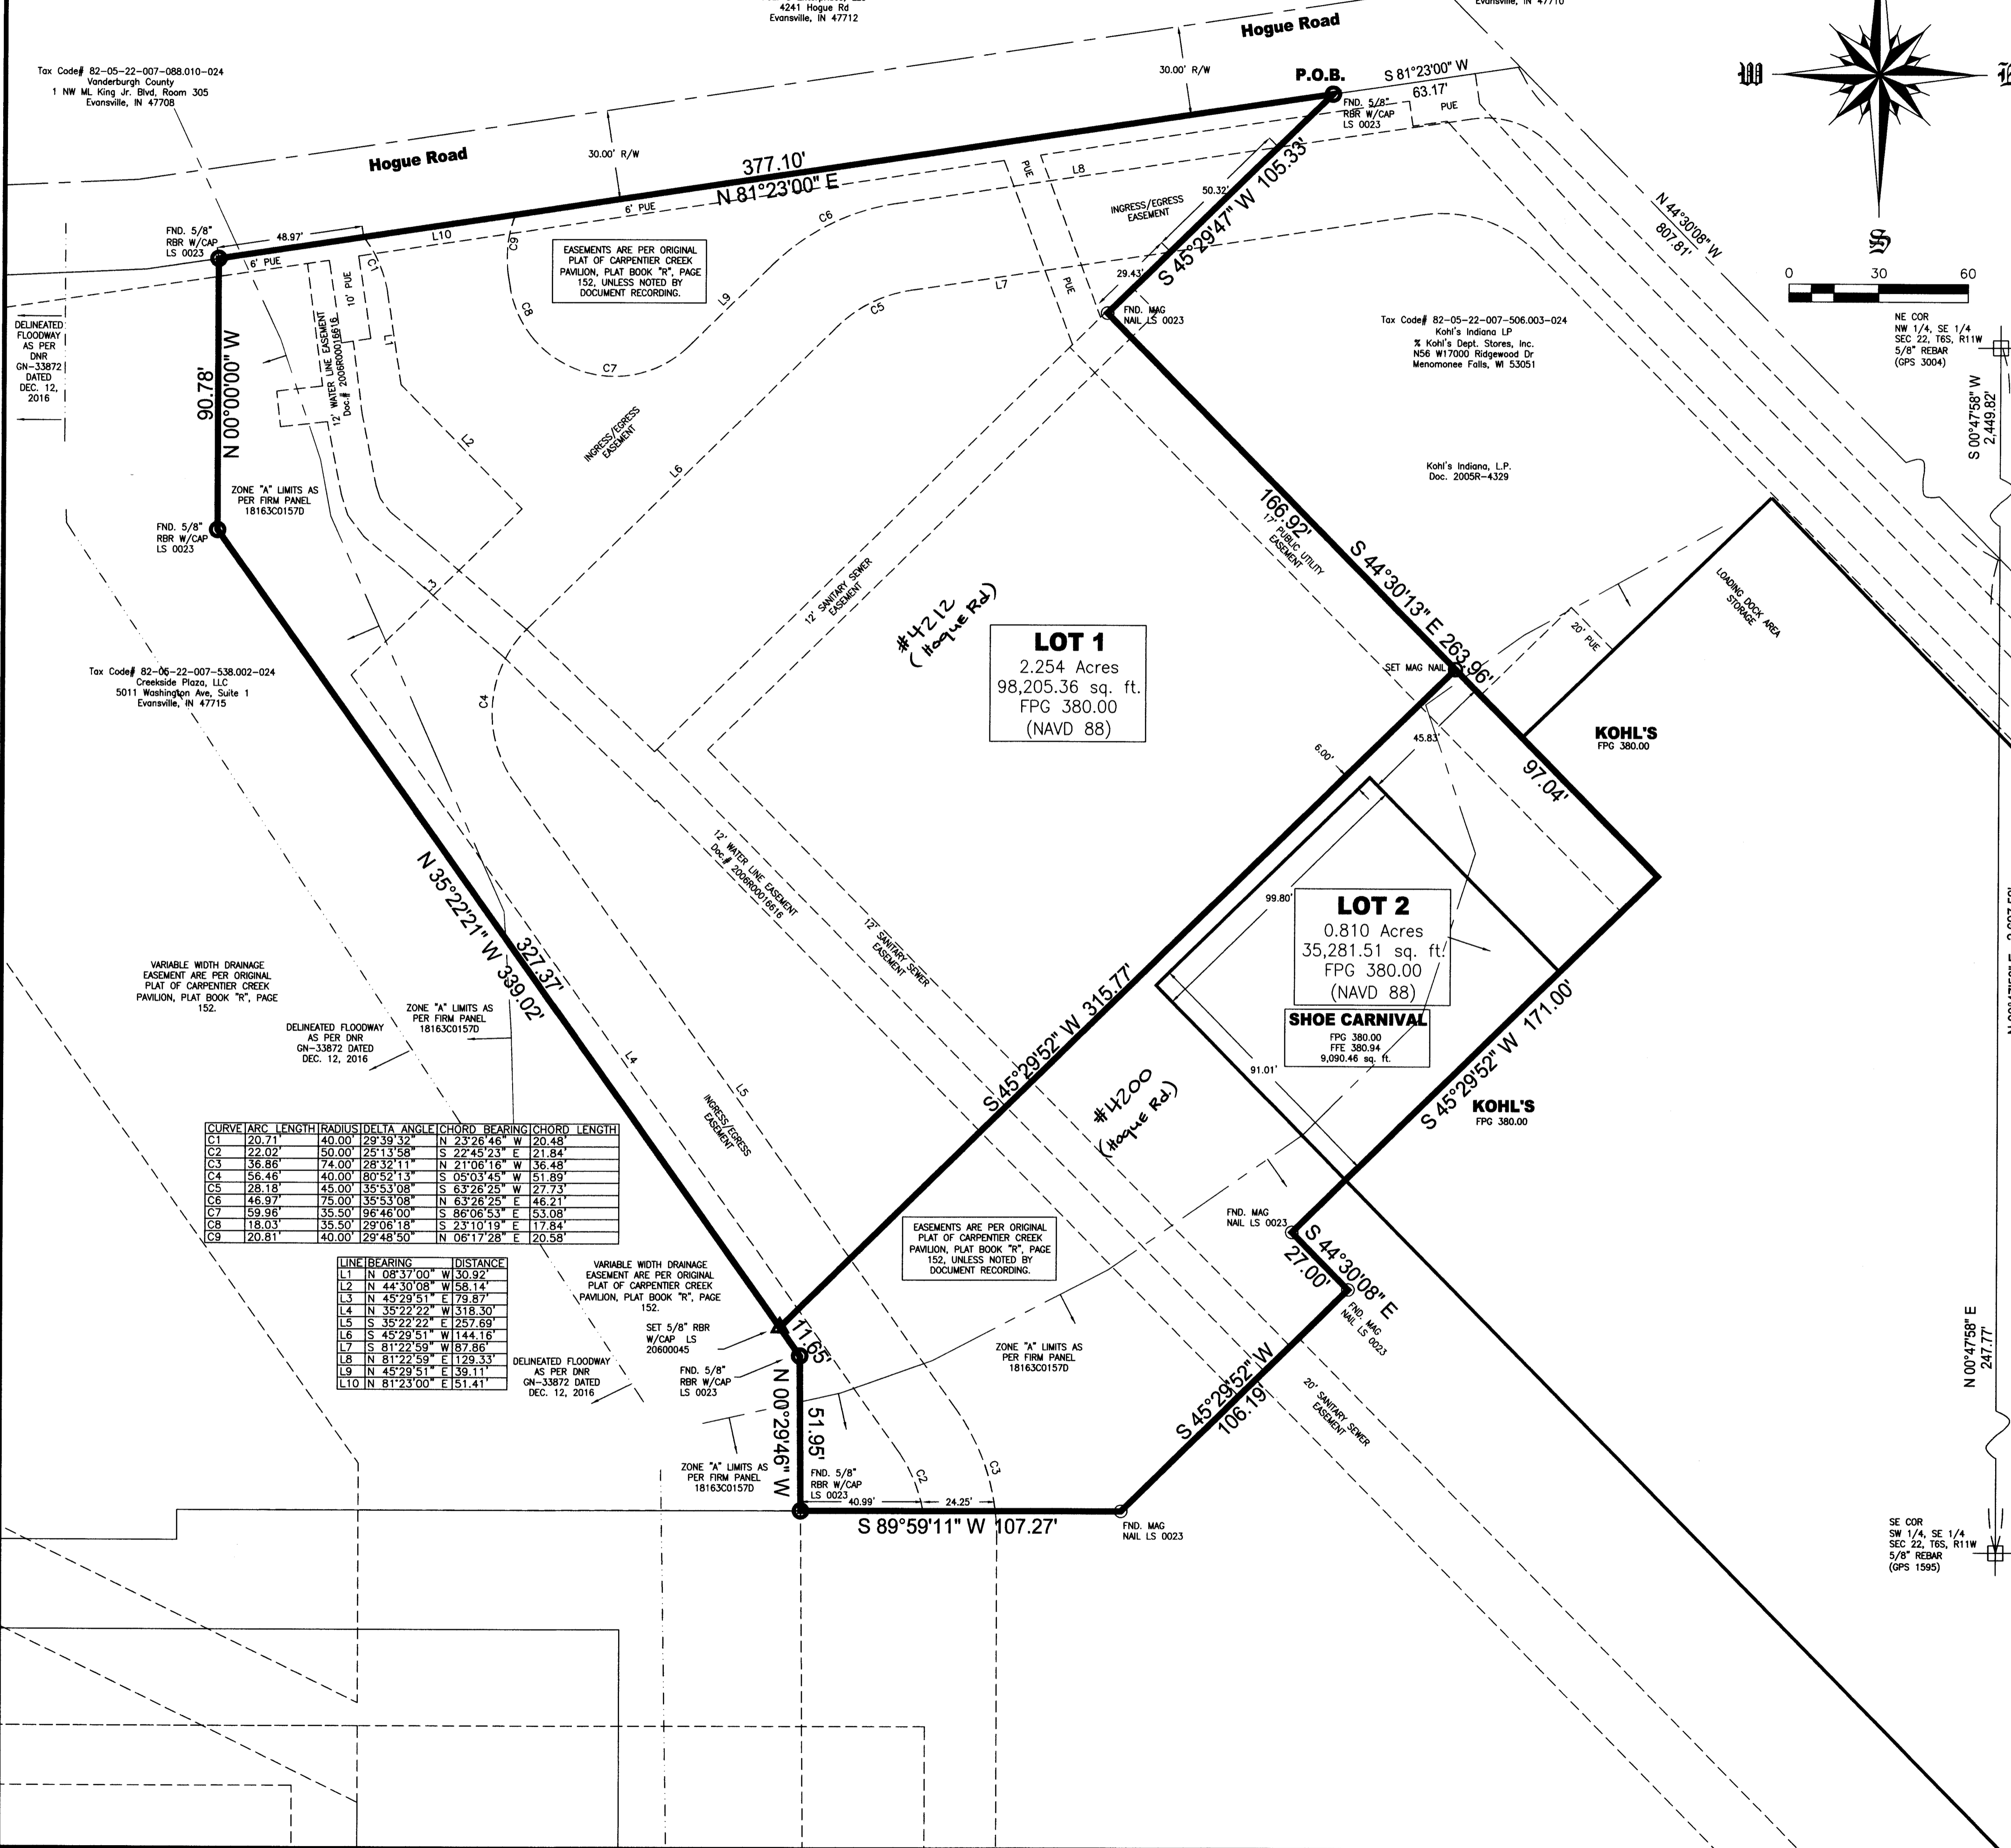 4241 Hogue Rd
Evansville, IN 47712
Evansville, IN 47710
Hogue Road
30.00' R/W
P.O.B.
S 81°23'00" W
63.17'
PUE
FND. 5/8"
RBR W/CAP
LS 0023
W
S
Tax Code# 82-05-22-007-088.010-024
Vanderburgh County
1 NW ML King Jr. Blvd, Room 305
Evansville, IN 47708
Hogue Road
30.00' R/W
377.10'
N 81°23'00" E
6' PUE
PUE
L8
50.32'
INGRESS/EGRESS
EASEMENT
S 45°29'47" W 105.33'
29.43'
N 44°30'08" W
807.81'
0 30 60
FND. 5/8"
RBR W/CAP
LS 0023
48.97'
L10
C9
C6
6' PUE
C1
10' PUE
L1
12' WATER LINE EASEMENT
Doc.# 2006R00016616
EASEMENTS ARE PER ORIGINAL
PLAT OF CARPENTIER CREEK
PAVILION, PLAT BOOK "R", PAGE
152, UNLESS NOTED BY
DOCUMENT RECORDING.
C8
L9
C7
C5
L7
PUE
FND. MAG
NAIL LS 0023
Tax Code# 82-05-22-007-506.003-024
Kohl's Indiana LP
% Kohl's Dept. Stores, Inc.
N56 W17000 Ridgewood Dr
Menomonee Falls, WI 53051
NE COR
NW 1/4, SE 1/4
SEC 22, T6S, R11W
5/8" REBAR
(GPS 3004)
S 00°47'58" W
2,449.82'
DELINEATED
FLOODWAY
AS PER
DNR
GN-33872
DATED
DEC. 12,
2016
90.78'
N 00°00'00" W
L2
INGRESS/EGRESS
EASEMENT
L6
Kohl's Indiana, L.P.
Doc. 2005R-4329
ZONE "A" LIMITS AS
PER FIRM PANEL
18163C0157D
FND. 5/8"
RBR W/CAP
LS 0023
166.92'
17' PUBLIC UTILITY
EASEMENT
S 44°30'13" E 263.96'
3
12' SANITARY SEWER
EASEMENT
#4212
(Hogue Rd)
LOT 1
2.254 Acres
98,205.36 sq. ft.
FPG 380.00
(NAVD 88)
SET MAG NAIL
20' PUE
LOADING DOCK AREA
STORAGE
Tax Code# 82-05-22-007-538.002-024
Creekside Plaza, LLC
5011 Washington Ave, Suite 1
Evansville, IN 47715
C4
KOHL'S
FPG 380.00
45.83'
6.00'
97.04'
12' WATER LINE EASEMENT
Doc.# 2006R00016616
12' SANITARY SEWER
EASEMENT
N 35°22'21" W 339.02'
327.37'
99.80'
LOT 2
0.810 Acres
35,281.51 sq. ft.
FPG 380.00
(NAVD 88)
SHOE CARNIVAL
FPG 380.00
FFE 380.94
9,090.46 sq. ft.
S 45°29'52" W 171.00'
VARIABLE WIDTH DRAINAGE
EASEMENT ARE PER ORIGINAL
PLAT OF CARPENTIER CREEK
PAVILION, PLAT BOOK "R", PAGE
152.
DELINEATED FLOODWAY
AS PER DNR
GN-33872 DATED
DEC. 12, 2016
ZONE "A" LIMITS AS
PER FIRM PANEL
18163C0157D
L4
L5
INGRESS/EGRESS
EASEMENT
S 45°29'52" W 315.77'
#4200
(Hogue Rd.)
91.01'
KOHL'S
FPG 380.00
CURVE ARC LENGTH RADIUS DELTA ANGLE CHORD BEARING CHORD LENGTH
C1 20.71' 40.00' 29°39'32" N 23°26'46" W 20.48'
C2 22.02' 50.00' 25°13'58" S 22°45'23" E 21.84'
C3 36.86' 74.00' 28°32'11" N 21°06'16" W 36.48'
C4 56.46' 40.00' 80°52'13" S 05°03'45" W 51.89'
C5 28.18' 45.00' 35°53'08" S 63°26'25" W 27.73'
C6 46.97' 75.00' 35°53'08" N 63°26'25" E 46.21'
C7 59.96' 35.50' 96°46'00" S 86°06'53" E 53.08'
C8 18.03' 35.50' 29°06'18" S 23°10'19" E 17.84'
C9 20.81' 40.00' 29°48'50" N 06°17'28" E 20.58'
LINE BEARING DISTANCE
L1 N 08°37'00" W 30.92'
L2 N 44°30'08" W 58.14'
L3 N 45°29'51" E 79.87'
L4 N 35°22'22" W 318.30'
L5 S 35°22'22" E 257.69'
L6 S 45°29'51" W 144.16'
L7 S 81°22'59" W 87.86'
L8 N 81°22'59" E 129.33'
L9 N 45°29'51" E 39.11'
L10 N 81°23'00" E 51.41'
VARIABLE WIDTH DRAINAGE
EASEMENT ARE PER ORIGINAL
PLAT OF CARPENTIER CREEK
PAVILION, PLAT BOOK "R", PAGE
152.
DELINEATED FLOODWAY
AS PER DNR
GN-33872 DATED
DEC. 12, 2016
SET 5/8" RBR
W/CAP LS
20600045
11.65'
FND. 5/8"
RBR W/CAP
LS 0023
EASEMENTS ARE PER ORIGINAL
PLAT OF CARPENTIER CREEK
PAVILION, PLAT BOOK "R", PAGE
152, UNLESS NOTED BY
DOCUMENT RECORDING.
FND. MAG
NAIL LS 0023
S 44°30'08" E
27.00'
FND. MAG
NAIL LS 0023
ZONE "A" LIMITS AS
PER FIRM PANEL
18163C0157D
S 45°29'52" W
106.19'
20' SANITARY SEWER
EASEMENT
N 00°47'58" E
247.77'
N 00°29'46" W
51.95'
ZONE "A" LIMITS AS
PER FIRM PANEL
18163C0157D
C2
C3
FND. 5/8"
RBR W/CAP
LS 0023
40.99'
24.25'
S 89°59'11" W 107.27'
FND. MAG
NAIL LS 0023
SE COR
SW 1/4, SE 1/4
SEC 22, T6S, R11W
5/8" REBAR
(GPS 1595)